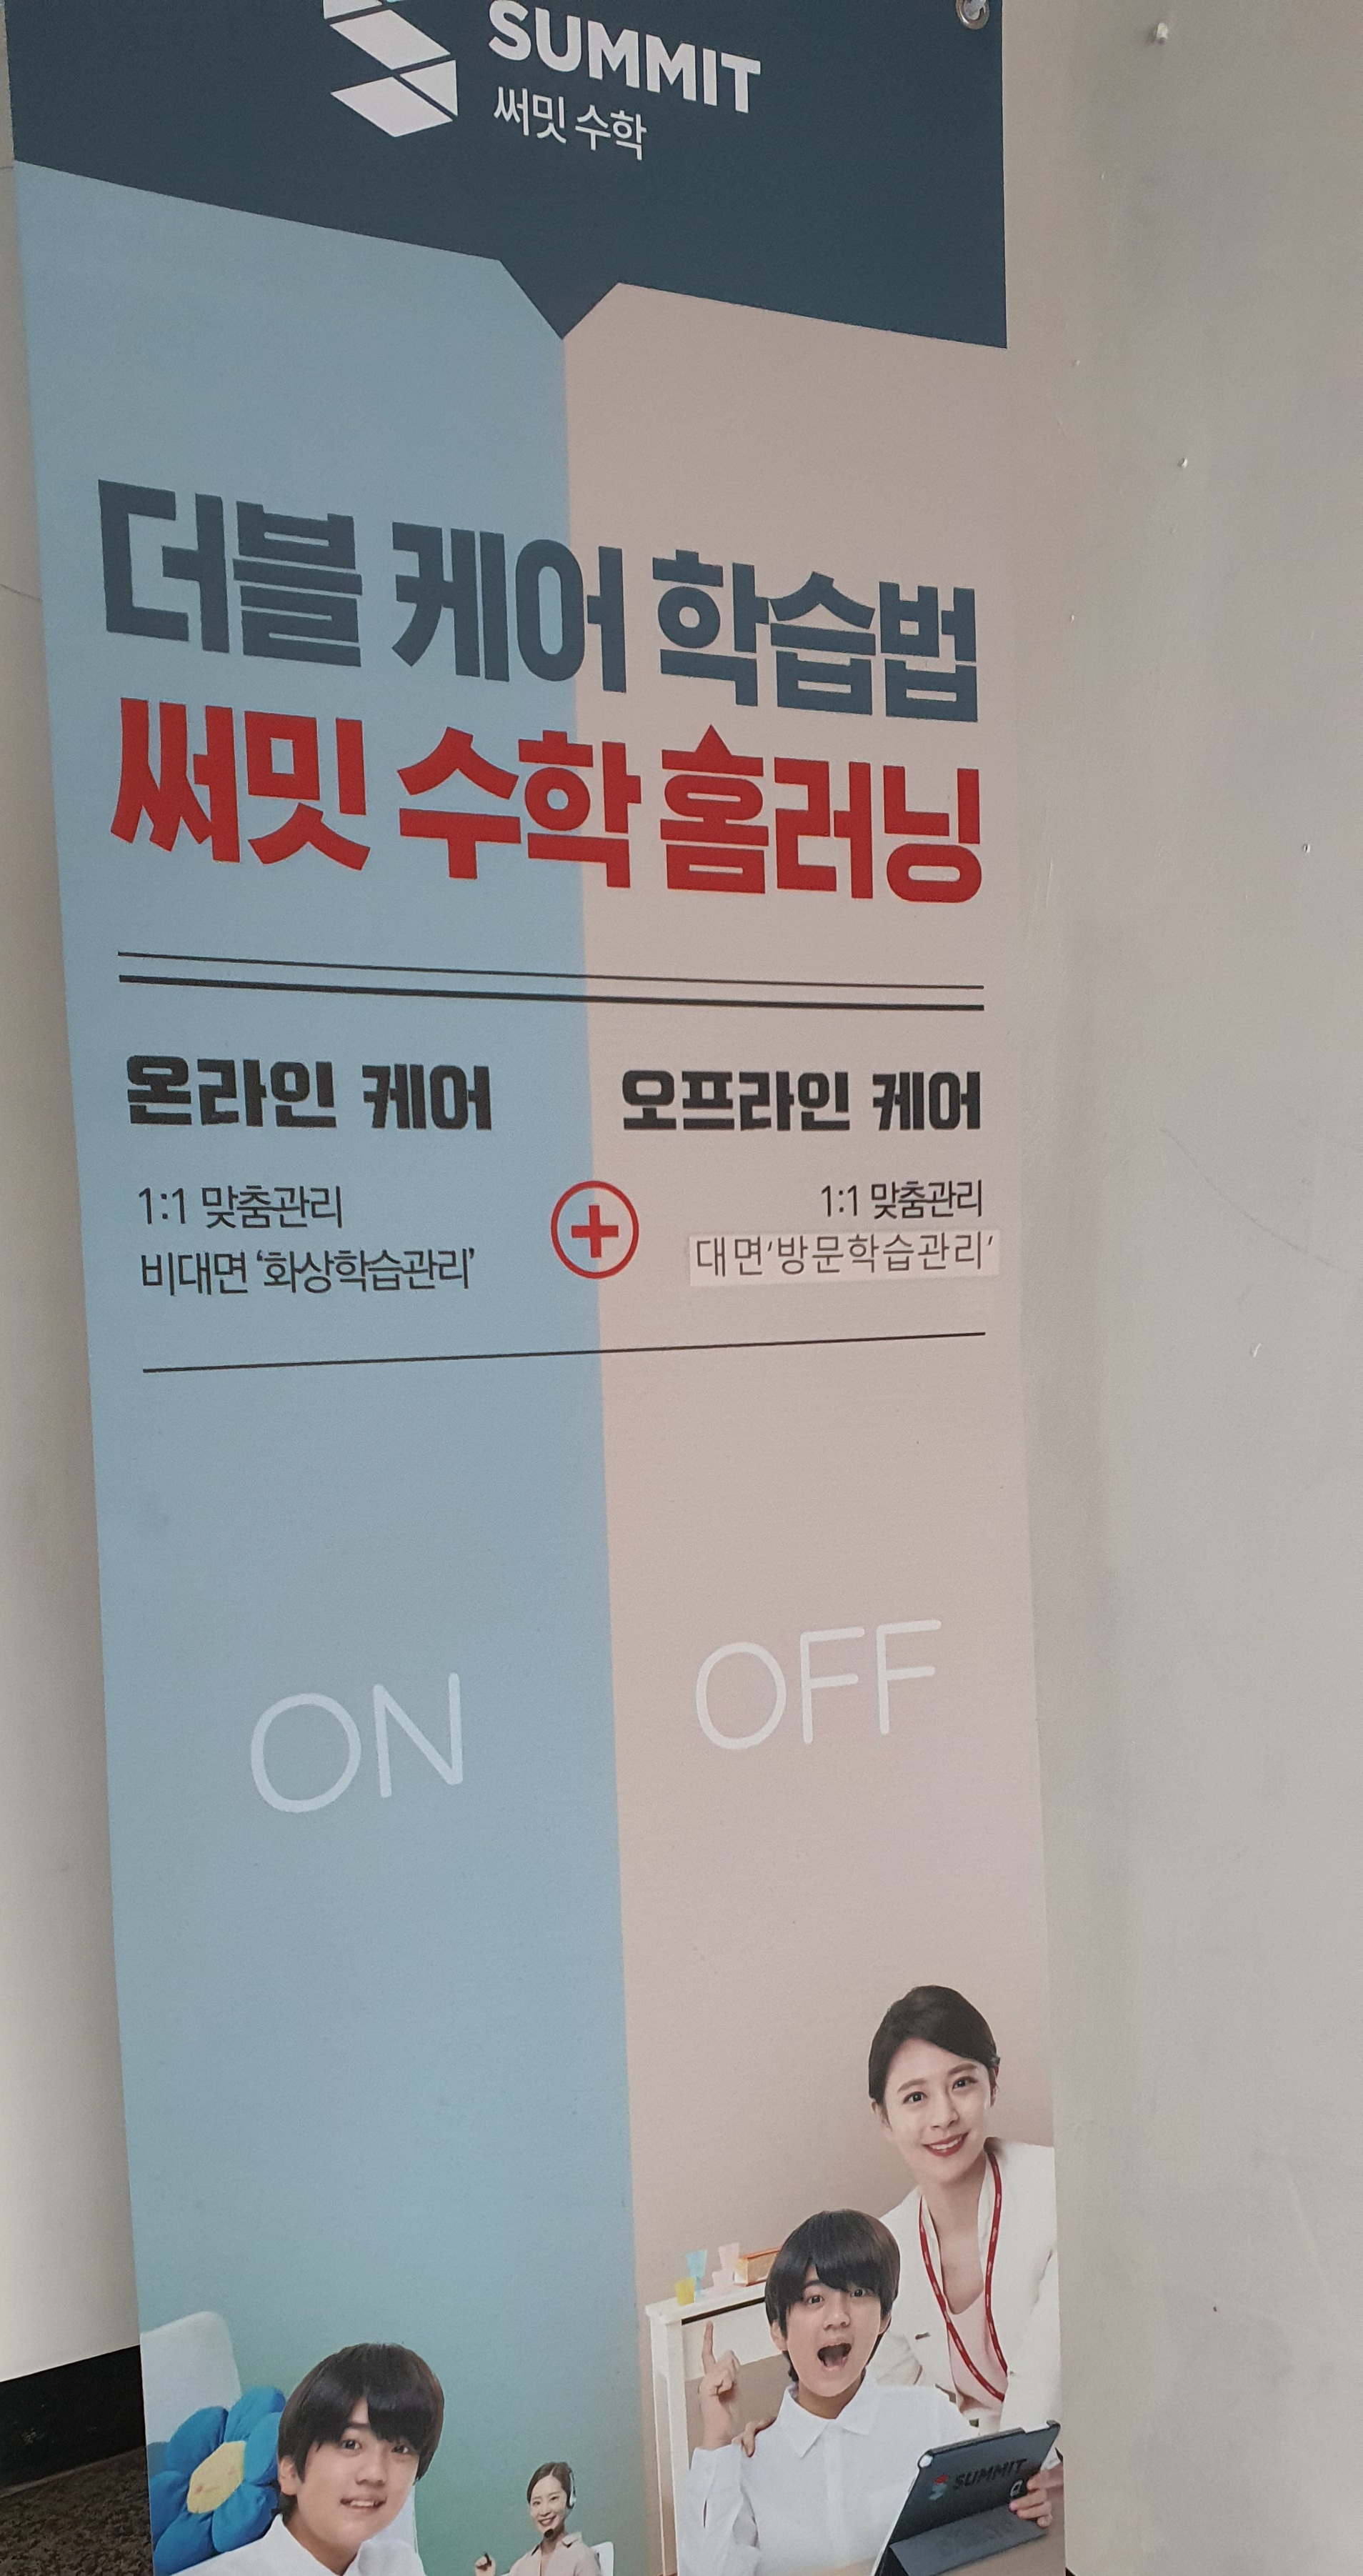 SUMMIT
써밋 수학
더블 케어 학습법
써밋 수학 홈러닝
온라인 케어
1:1 맞춤관리
비대면 ‘화상학습관리’
오프라인 케어
1:1 맞춤관리
대면'방문학습관리'
ON
OFF
SUMMIT